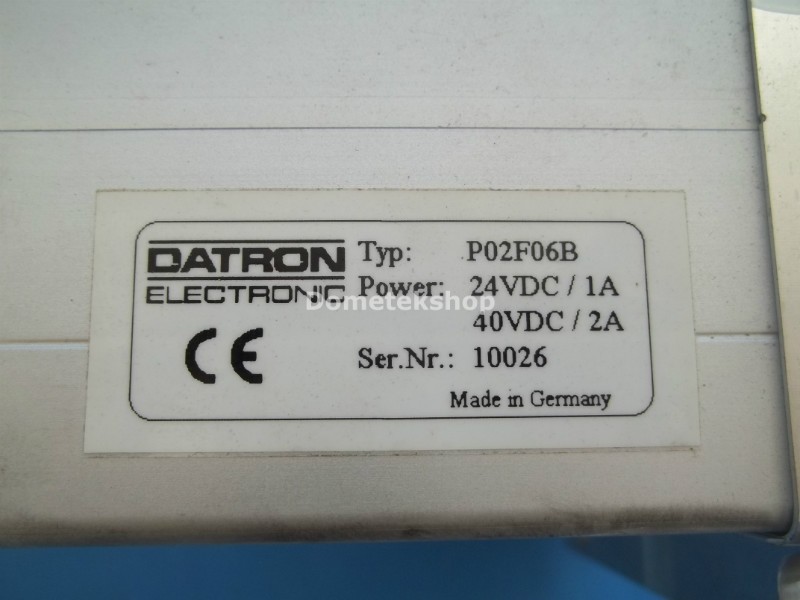 DATRON
ELECTRONIC
Typ: P02F06B
Power: 24VDC / 1A
40VDC / 2A
Ser.Nr.: 10026
CE
Made in Germany
Dometekshop